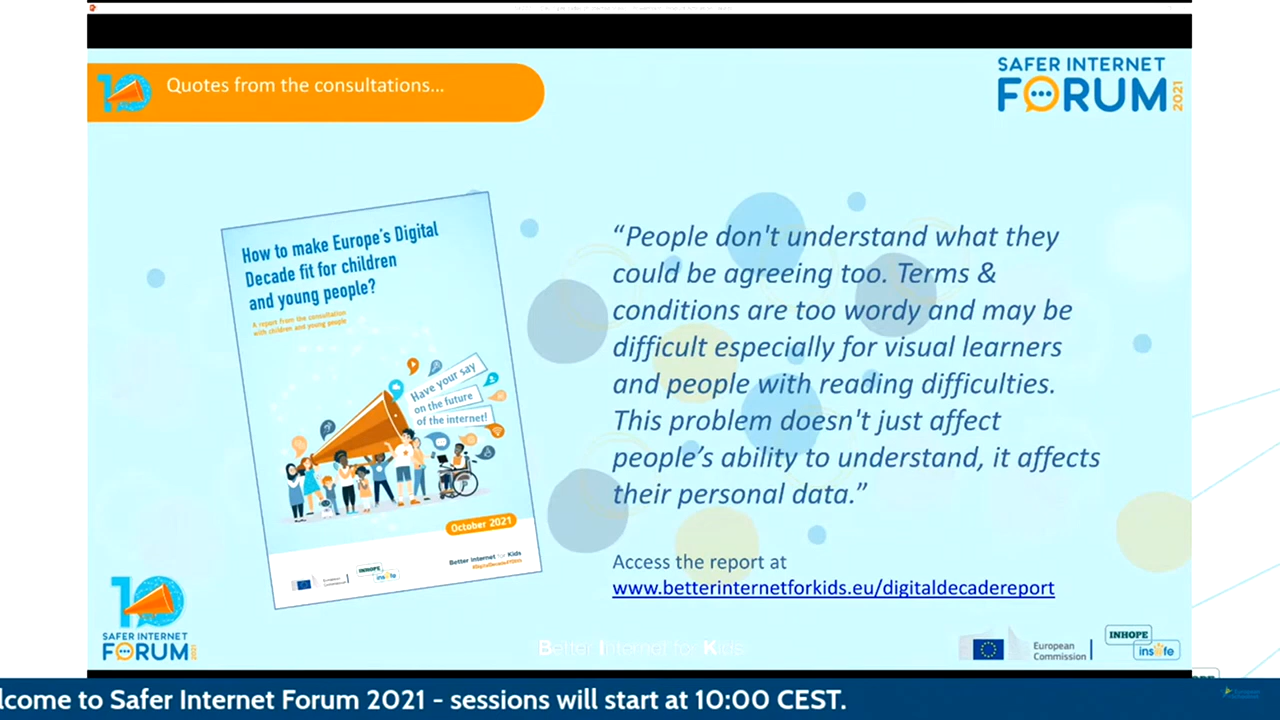 Quotes from the consultations...
10
SAFER INTERNET
FORUM 2021
How to make Europe's Digital
Decade fit for children
and young people?
A report from the consultation
with children and young people
Have your say
on the future
of the internet!
October 2021
European
Commission
INHOPE
insafe
Better Internet for Kids
“People don't understand what they
could be agreeing too. Terms &
conditions are too wordy and may be
difficult especially for visual learners
and people with reading difficulties.
This problem doesn't just affect
people’s ability to understand, it affects
their personal data.”
Access the report at
www.betterinternetforkids.eu/digitaldecadereport
10
SAFER INTERNET
FORUM 2021
Better Internet for Kids
European
Commission
INHOPE
insafe
lcome to Safer Internet Forum 2021 - sessions will start at 10:00 CEST.